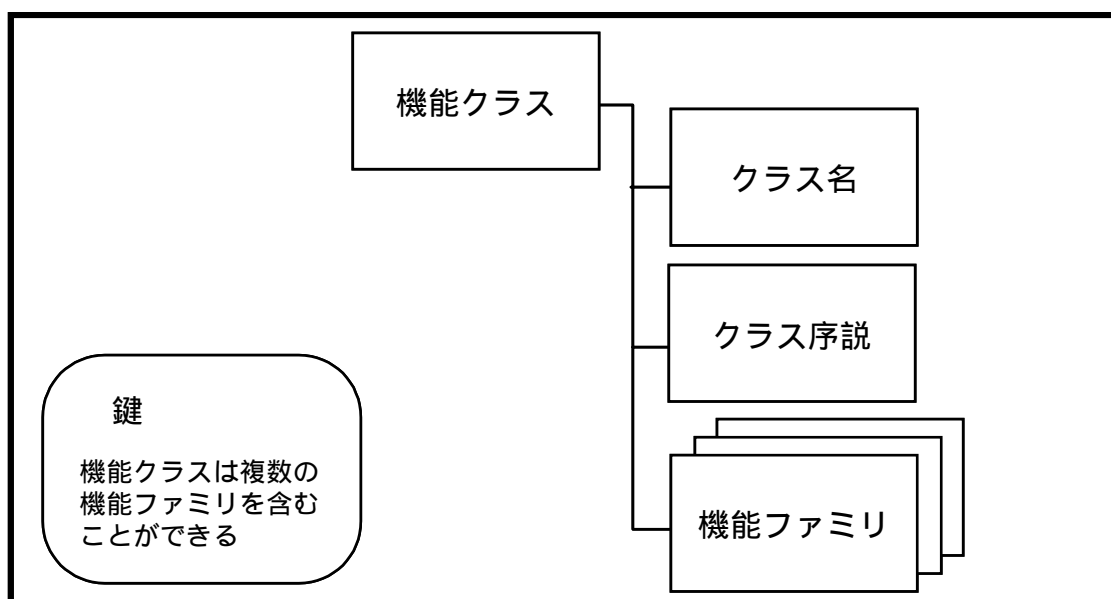 機能クラス
クラス名
クラス序説
機能ファミリ
鍵
機能クラスは複数の
機能ファミリを含む
ことができる